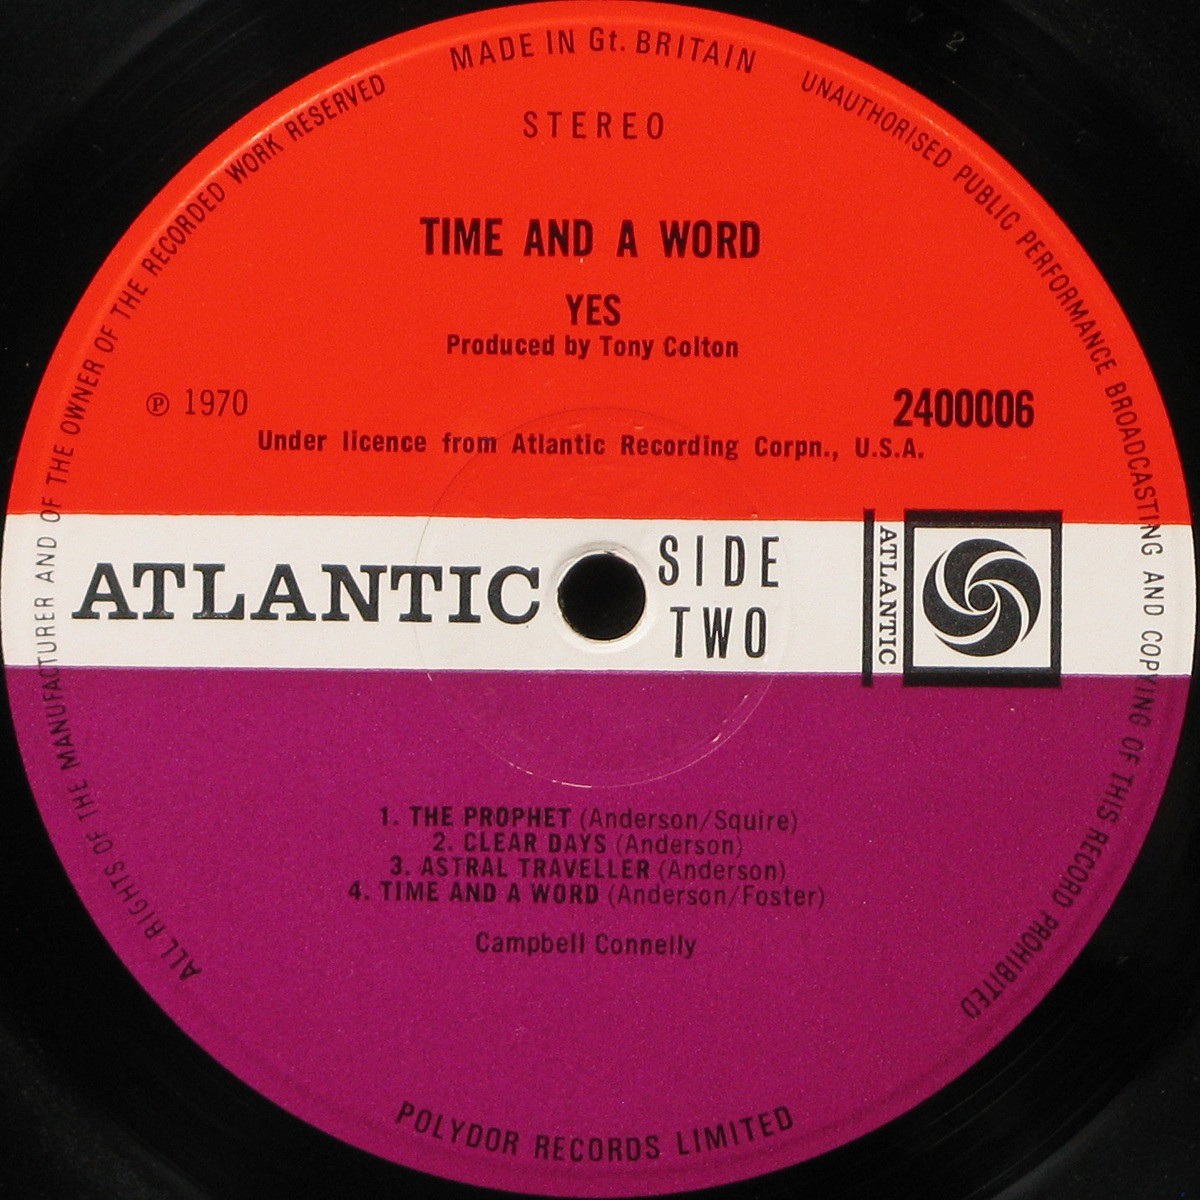 MADE IN Gt. BRITAIN
UNAUTHORISED PUBLIC PERFORMANCE BROADCASTING AND COPYING OF THIS RECORD PROHIBITED
ALL RIGHTS OF THE MANUFACTURER AND OF THE OWNER OF THE RECORDED WORK RESERVED
STEREO
TIME AND A WORD
YES
Produced by Tony Colton
℗ 1970
2400006
Under licence from Atlantic Recording Corpn., U.S.A.
ATLANTIC
SIDE
TWO
ATLANTIC
1. THE PROPHET (Anderson/Squire)
2. CLEAR DAYS (Anderson)
3. ASTRAL TRAVELLER (Anderson)
4. TIME AND A WORD (Anderson/Foster)
Campbell Connelly
POLYDOR RECORDS LIMITED